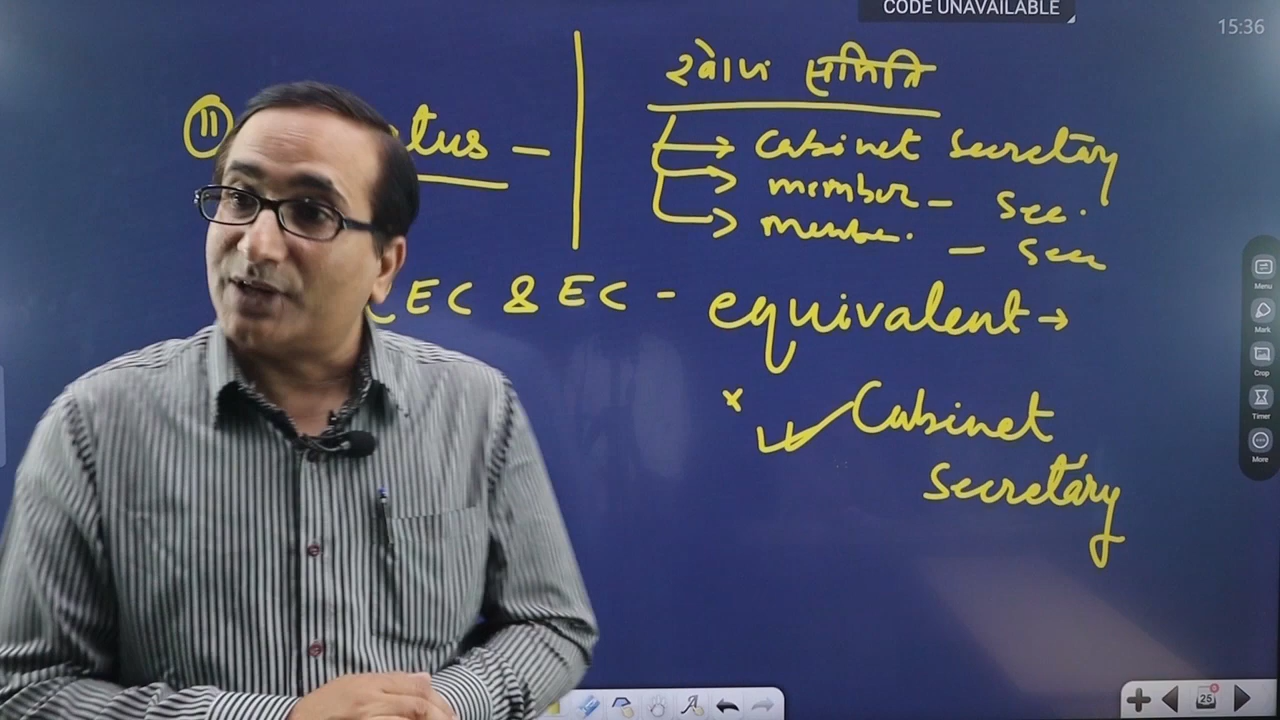 CODE UNAVAILABLE
15:36
समिति
Cabinet Secretary
member - Sec.
member. - Sec
11
tus -
EC & EC - equivalent →
x Cabinet
Secretary
Menu
Mark
Crop
Timer
More
25